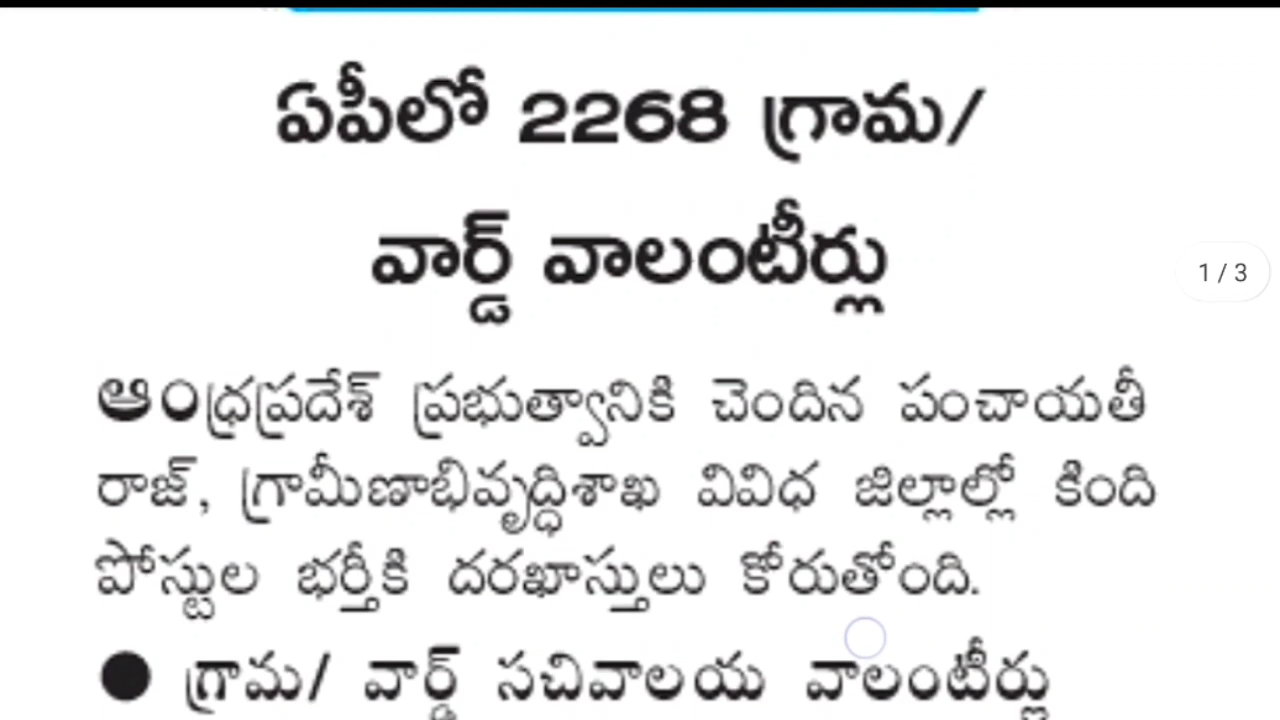 ఏపీలో 2268 గ్రామ/
వార్డ్ వాలంటీర్లు
1 / 3
ఆంధ్రప్రదేశ్ ప్రభుత్వానికి చెందిన పంచాయతీ
రాజ్, గ్రామీణాభివృద్ధిశాఖ వివిధ జిల్లాల్లో కింది
పోస్టుల భర్తీకి దరఖాస్తులు కోరుతోంది.
● గ్రామ/ వార్డ్ సచివాలయ వాలంటీర్లు